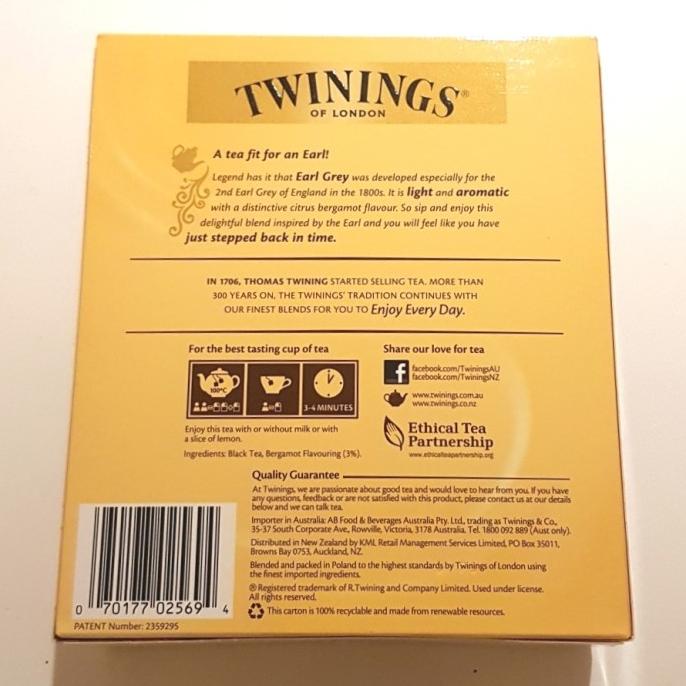 TWININGS®
OF LONDON
A tea fit for an Earl!
Legend has it that Earl Grey was developed especially for the
2nd Earl Grey of England in the 1800s. It is light and aromatic
with a distinctive citrus bergamot flavour. So sip and enjoy this
delightful blend inspired by the Earl and you will feel like you have
just stepped back in time.
IN 1706, THOMAS TWINING STARTED SELLING TEA. MORE THAN
300 YEARS ON, THE TWININGS' TRADITION CONTINUES WITH
OUR FINEST BLENDS FOR YOU TO Enjoy Every Day.
For the best tasting cup of tea
100°C
3-4 MINUTES
Enjoy this tea with or without milk or with
a slice of lemon.
Ingredients: Black Tea, Bergamot Flavouring (3%).
Share our love for tea
f
facebook.com/TwiningsAU
facebook.com/TwiningsNZ
www.twinings.com.au
www.twinings.co.nz
Ethical Tea
Partnership
www.ethicalteapartnership.org
Quality Guarantee
At Twinings, we are passionate about good tea and would love to hear from you. If you have
any questions, feedback or are not satisfied with this product, please contact us at our details
below and we can talk tea.
Importer in Australia: AB Food & Beverages Australia Pty. Ltd., trading as Twinings & Co.,
35-37 South Corporate Ave., Rowville, Victoria, 3178 Australia. Tel. 1800 092 889 (Aust only).
Distributed in New Zealand by KML Retail Management Services Limited, PO Box 35011,
Browns Bay 0753, Auckland, NZ.
Blended and packed in Poland to the highest standards by Twinings of London using
the finest imported ingredients.
® Registered trademark of R.Twining and Company Limited. Used under license.
All rights reserved.
This carton is 100% recyclable and made from renewable resources.
0 70177 02569 4
PATENT Number: 2359295